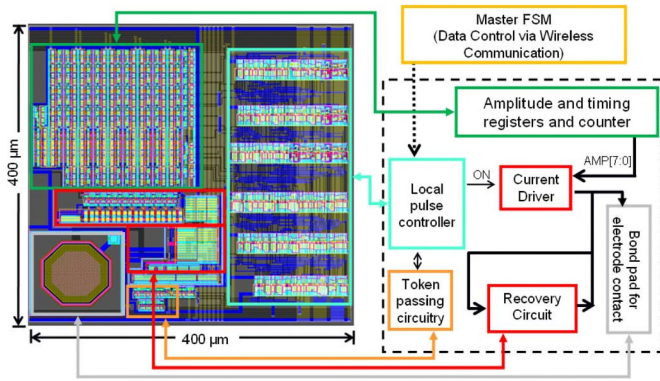 Master FSM
(Data Control via Wireless
Communication)
Amplitude and timing
registers and counter
AMP[7:0]
400 µm
Local
pulse
controller
ON
Current
Driver
Bond pad for
electrode contact
Token
passing
circuitry
Recovery
Circuit
400 µm